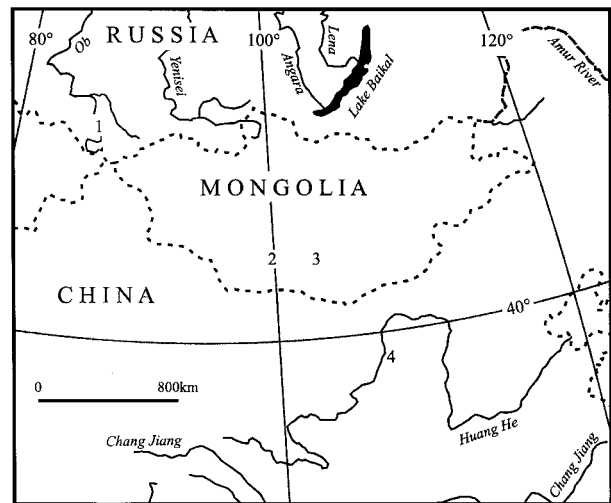 80°
Ob
RUSSIA
Yenisei
100°
Angara
Lena
Lake Baikal
120°
Amur River
1
MONGOLIA
2
3
CHINA
40°
4
0
800km
Chang Jiang
Huang He
Chang Jiang